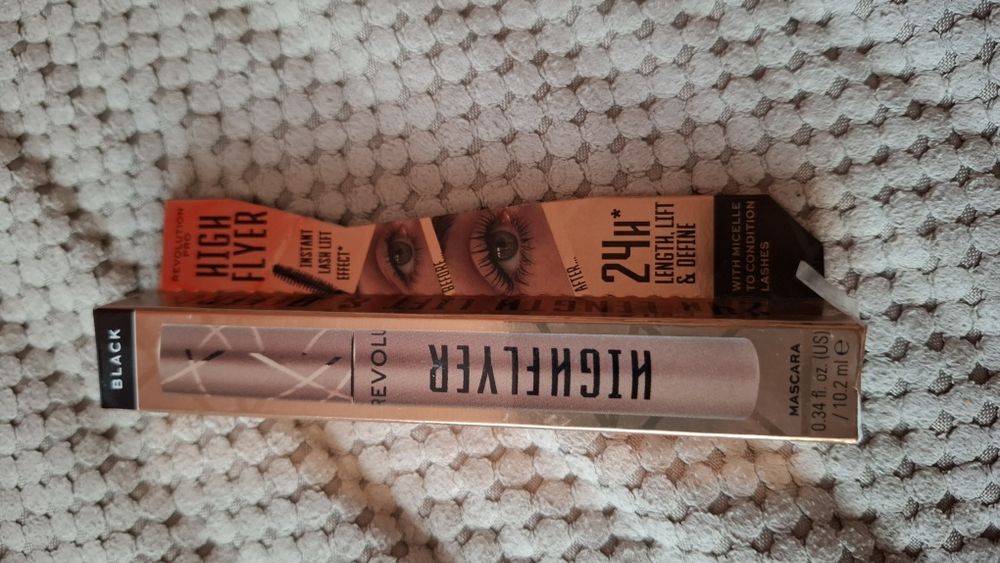 REVOLUTION
PRO
HIGH
FLYER
INSTANT
LASH LIFT
EFFECT*
BEFORE...
AFTER...
24H*
LENGTH, LIFT
& DEFINE
WITH MICELLE
TO CONDITION
LASHES
BLACK
REVOLU
HIGHFLYER
MASCARA
0.34 fl. oz. (US
/ 10,2 ml e